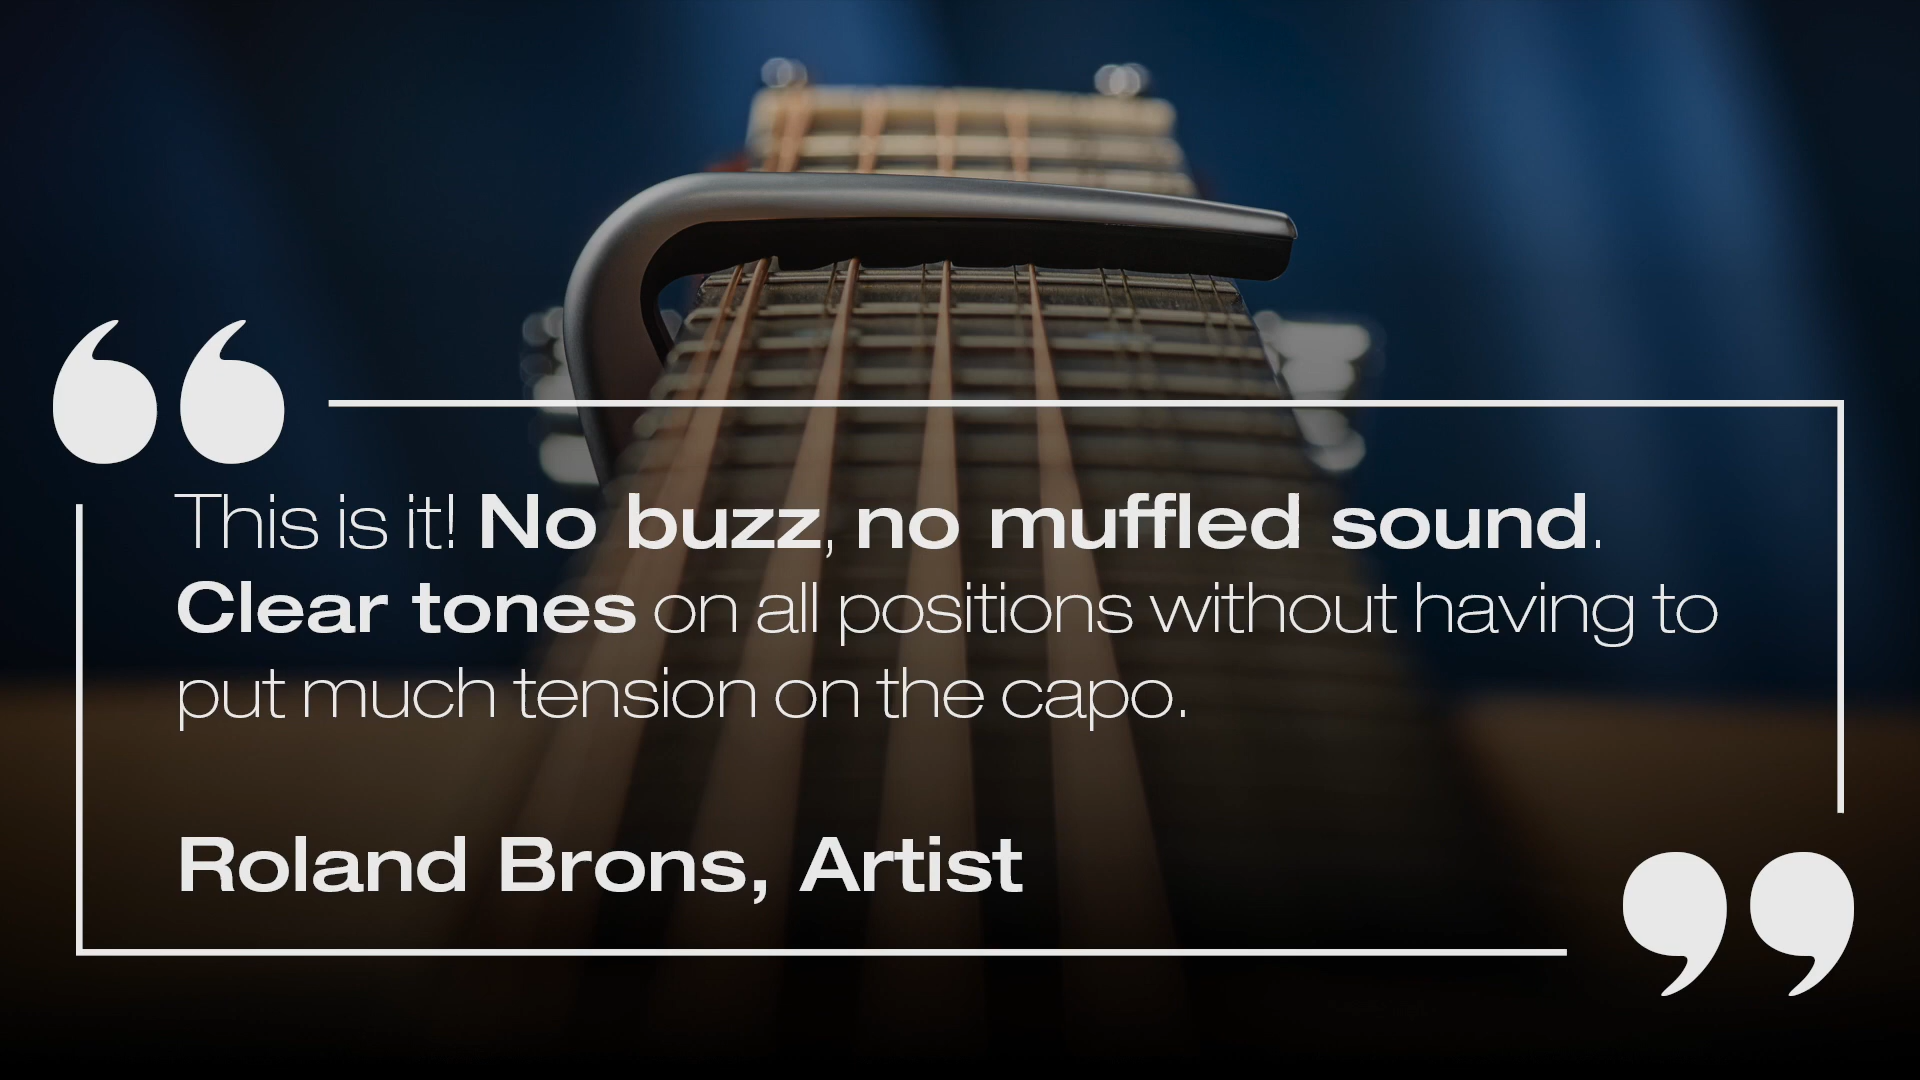 This is it! No buzz, no muffled sound.
Clear tones on all positions without having to
put much tension on the capo.
Roland Brons, Artist